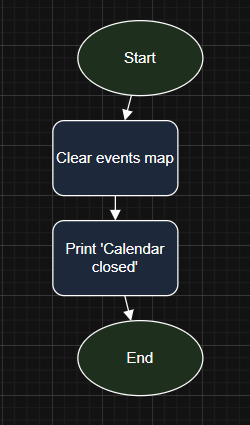 Start
Clear events map
Print 'Calendar
closed'
End